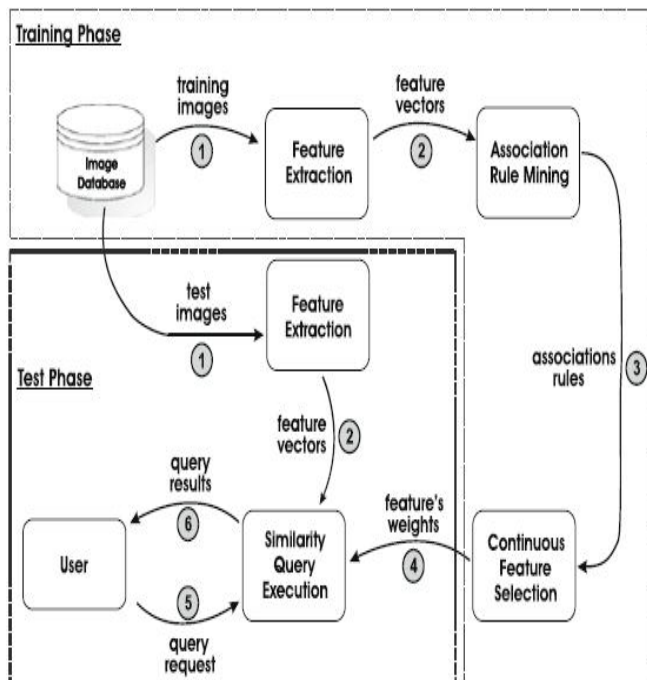 Training Phase
training
images
1
feature
vectors
2
Image
Database
Feature
Extraction
Association
Rule Mining
associations
rules
3
Test Phase
test
images
1
Feature
Extraction
feature
vectors
2
query
results
6
feature's
weights
4
User
Similarity
Query
Execution
Continuous
Feature
Selection
5
query
request